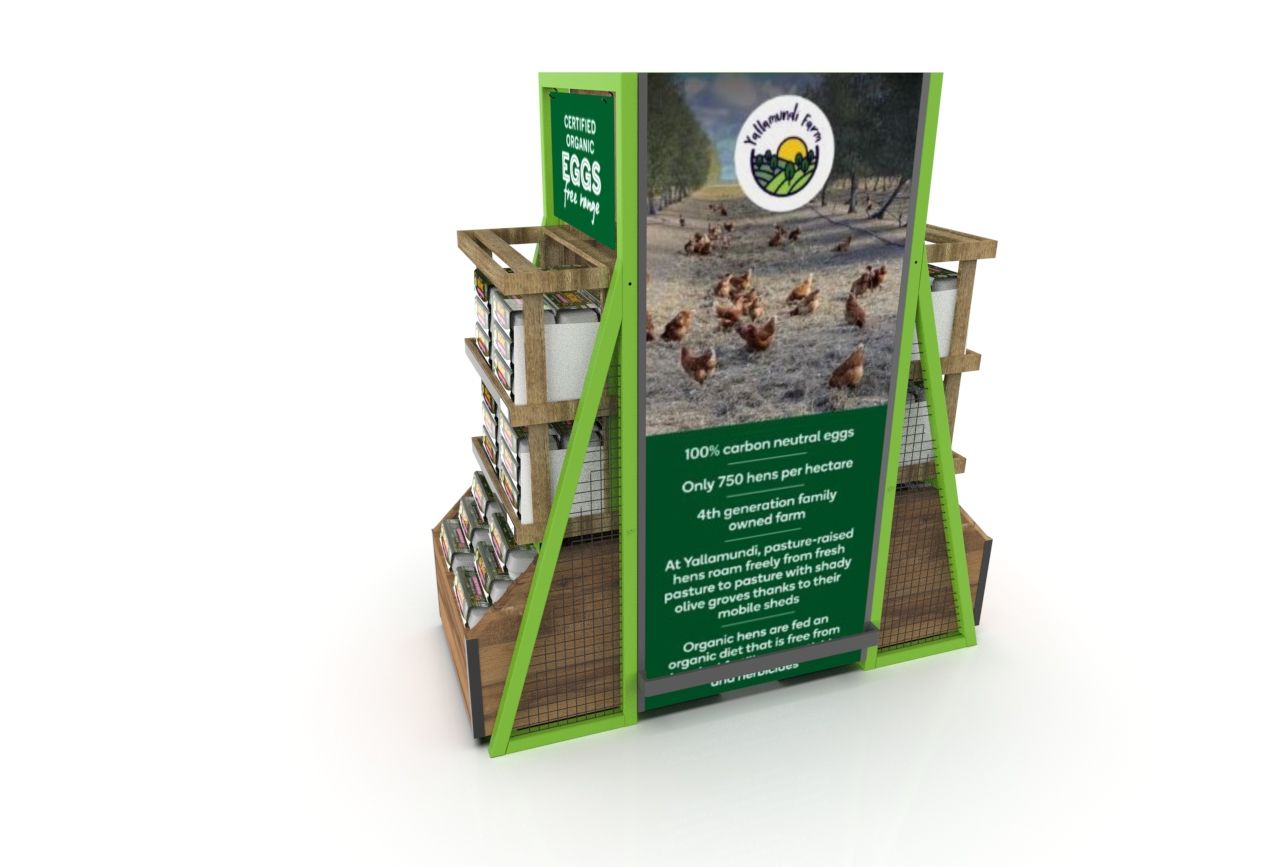 CERTIFIED
ORGANIC
EGGS
free range
Yallamundi Farm
100% carbon neutral eggs
Only 750 hens per hectare
4th generation family
owned farm
At Yallamundi, pasture-raised
hens roam freely from fresh
pasture to pasture with shady
olive groves thanks to their
mobile sheds
Organic hens are fed an
organic diet that is free from
and herbicides